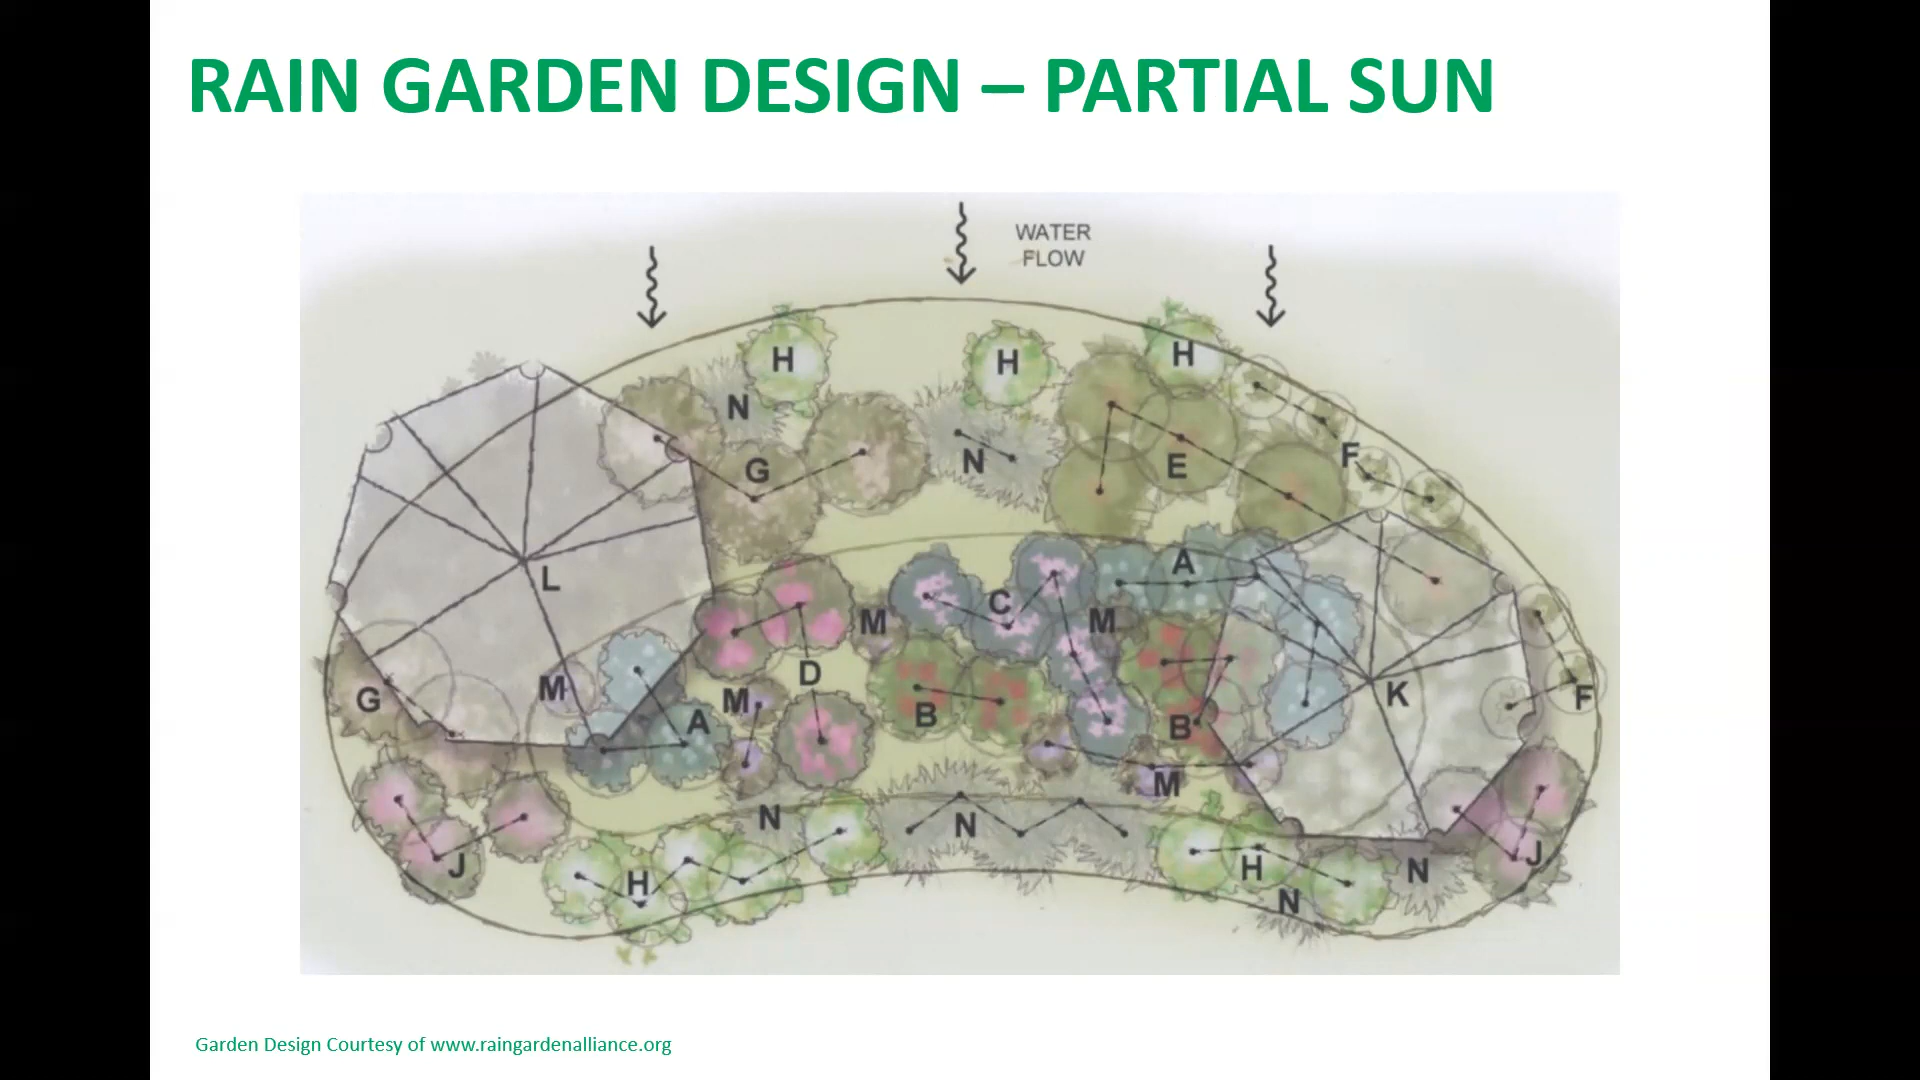 RAIN GARDEN DESIGN – PARTIAL SUN
WATER
FLOW
H
H
H
N
F
G
N
E
A
L
C
M
M
D
G
M
M
K
F
B
A
B
M
N
N
J
H
H
N
N
J
Garden Design Courtesy of www.raingardenalliance.org